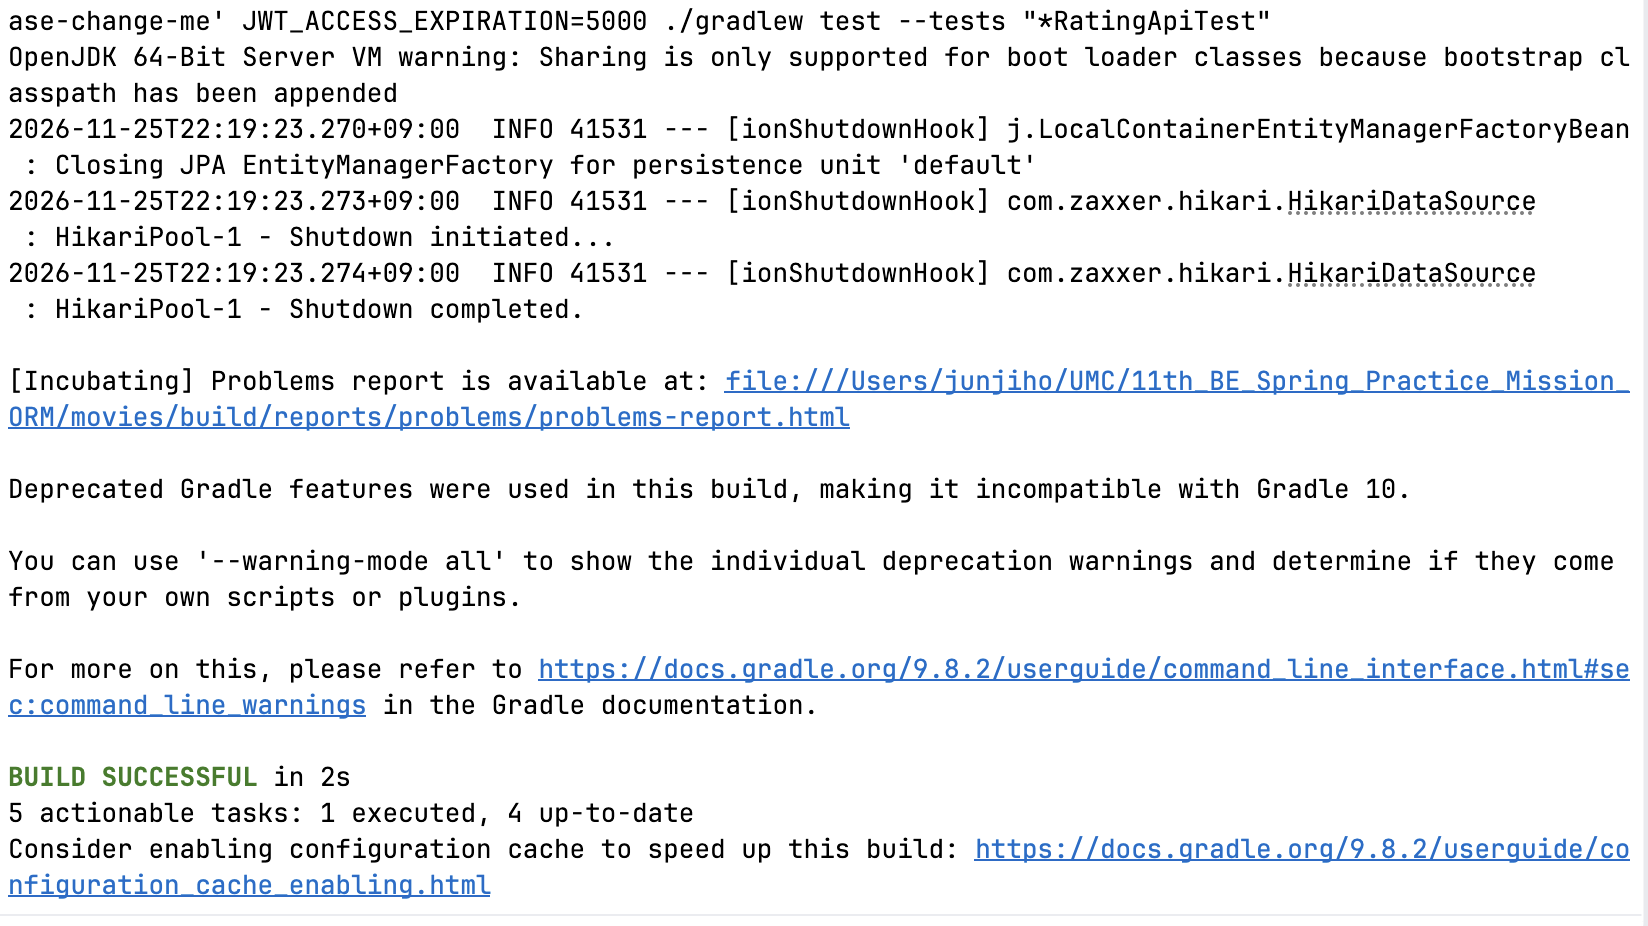 ase-change-me' JWT_ACCESS_EXPIRATION=5000 ./gradlew test --tests "*RatingApiTest"
OpenJDK 64-Bit Server VM warning: Sharing is only supported for boot loader classes because bootstrap cl
asspath has been appended
2026-11-25T22:19:23.270+09:00  INFO 41531 --- [ionShutdownHook] j.LocalContainerEntityManagerFactoryBean
 : Closing JPA EntityManagerFactory for persistence unit 'default'
2026-11-25T22:19:23.273+09:00  INFO 41531 --- [ionShutdownHook] com.zaxxer.hikari.HikariDataSource
 : HikariPool-1 - Shutdown initiated...
2026-11-25T22:19:23.274+09:00  INFO 41531 --- [ionShutdownHook] com.zaxxer.hikari.HikariDataSource
 : HikariPool-1 - Shutdown completed.
[Incubating] Problems report is available at: file:///Users/junjiho/UMC/11th_BE_Spring_Practice_Mission_
ORM/movies/build/reports/problems/problems-report.html
Deprecated Gradle features were used in this build, making it incompatible with Gradle 10.
You can use '--warning-mode all' to show the individual deprecation warnings and determine if they come
from your own scripts or plugins.
For more on this, please refer to https://docs.gradle.org/9.8.2/userguide/command_line_interface.html#se
c:command_line_warnings in the Gradle documentation.
BUILD SUCCESSFUL in 2s
5 actionable tasks: 1 executed, 4 up-to-date
Consider enabling configuration cache to speed up this build: https://docs.gradle.org/9.8.2/userguide/co
nfiguration_cache_enabling.html